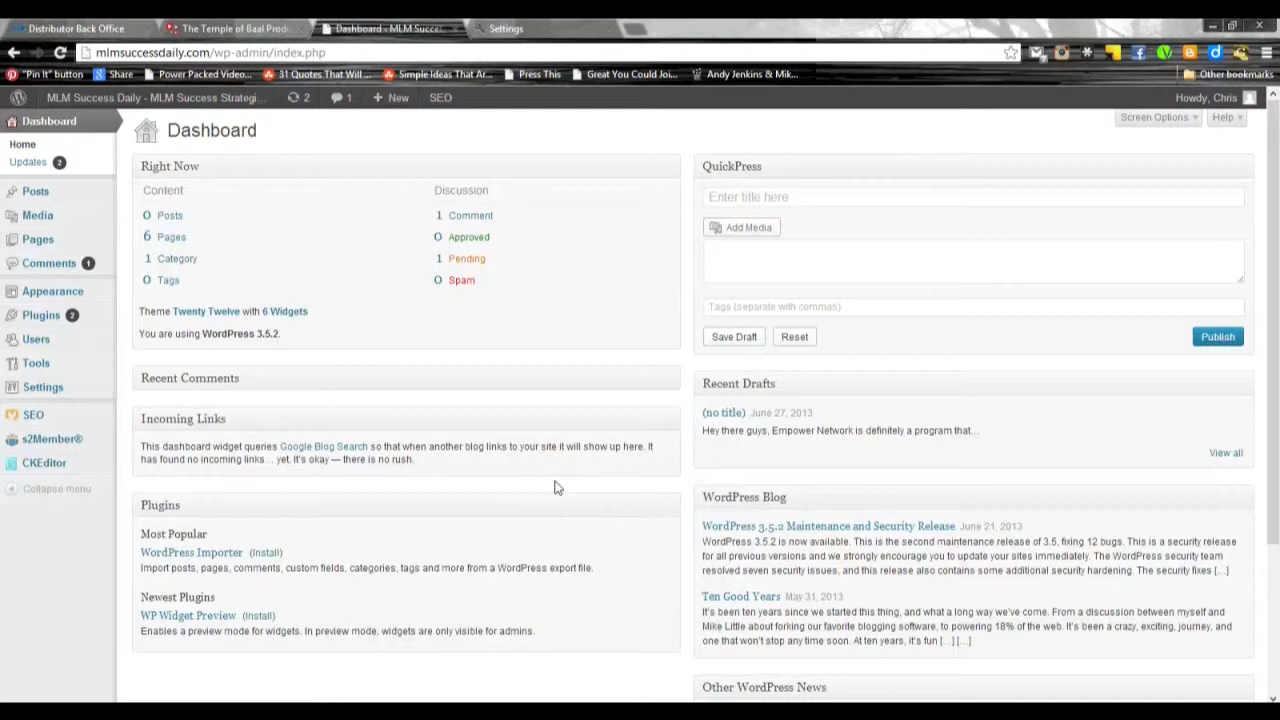 Distributor Back Office
The Temple of Baal Prod
Dashboard - MLM Succe
Settings
mlmsuccessdaily.com/wp-admin/index.php
"Pin It" button
Share
Power Packed Video...
31 Quotes That Will ...
Simple Ideas That Ar...
Press This
Great You Could Joi...
Andy Jenkins & Mik...
Other bookmarks
MLM Success Daily - MLM Success Strategi...
2
1
+ New
SEO
Howdy, Chris
Dashboard
Home
Updates 2
Posts
Media
Pages
Comments 1
Appearance
Plugins 2
Users
Tools
Settings
SEO
s2Member®
CKEditor
Collapse menu
Dashboard
Screen Options
Help
Right Now
Content
Discussion
0 Posts
1 Comment
6 Pages
0 Approved
1 Category
1 Pending
0 Tags
0 Spam
Theme Twenty Twelve with 6 Widgets
You are using WordPress 3.5.2.
Recent Comments
Incoming Links
This dashboard widget queries Google Blog Search so that when another blog links to your site it will show up here. It
has found no incoming links… yet. It's okay — there is no rush.
Plugins
Most Popular
WordPress Importer (Install)
Import posts, pages, comments, custom fields, categories, tags and more from a WordPress export file.
Newest Plugins
WP Widget Preview (Install)
Enables a preview mode for widgets. In preview mode, widgets are only visible for admins.
QuickPress
Enter title here
Add Media
Tags (separate with commas)
Save Draft
Reset
Publish
Recent Drafts
(no title) June 27, 2013
Hey there guys, Empower Network is definitely a program that…
View all
WordPress Blog
WordPress 3.5.2 Maintenance and Security Release June 21, 2013
WordPress 3.5.2 is now available. This is the second maintenance release of 3.5, fixing 12 bugs. This is a security release
for all previous versions and we strongly encourage you to update your sites immediately. The WordPress security team
resolved seven security issues, and this release also contains some additional security hardening. The security fixes [...]
Ten Good Years May 31, 2013
It's been ten years since we started this thing, and what a long way we've come. From a discussion between myself and
Mike Little about forking our favorite blogging software, to powering 18% of the web. It's been a crazy, exciting, journey, and
one that won't stop any time soon. At ten years, it's fun [...] [...]
Other WordPress News